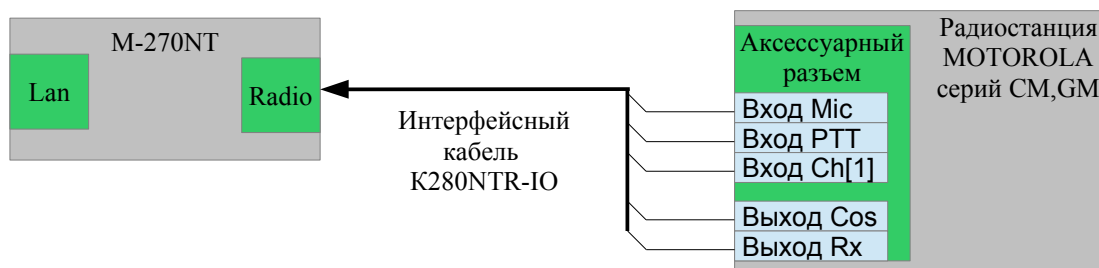 M-270NT
Lan
Radio
Интерфейсный
кабель
К280NTR-IO
Аксессуарный
разъем
Вход Mic
Вход PTT
Вход Ch[1]
Выход Cos
Выход Rx
Радиостанция
MOTOROLA
серий CM,GM